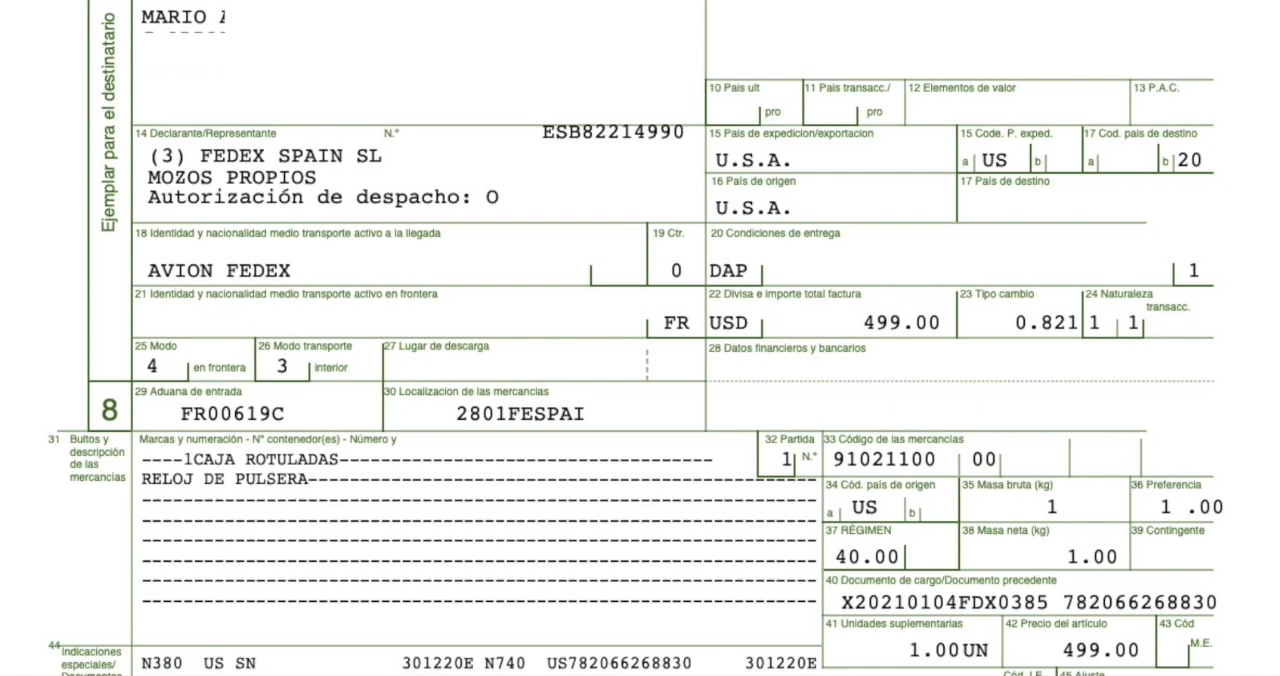 MARIO
Ejemplar para el destinatario
10 Pais ult
pro
11 Pais transacc./
pro
12 Elementos de valor
13 P.A.C.
14 Declarante/Representante N.º ESB82214990
(3) FEDEX SPAIN SL
MOZOS PROPIOS
Autorización de despacho: O
15 Pais de expedicion/exportacion
U.S.A.
15 Code. P. exped.
a US b
17 Cod. pais de destino
a b 20
16 País de origen
U.S.A.
17 País de destino
18 Identidad y nacionalidad medio transporte activo a la llegada
AVION FEDEX
19 Ctr.
0
20 Condiciones de entrega
DAP 1
21 Identidad y nacionalidad medio transporte activo en frontera
FR
22 Divisa e importe total factura
USD 499.00
23 Tipo cambio
0.821
24 Naturaleza
transacc.
1 1
25 Modo
4 en frontera
26 Modo transporte
3 interior
27 Lugar de descarga
28 Datos financieros y bancarios
8
29 Aduana de entrada
FR00619C
30 Localizacion de las mercancias
2801FESPAI
31 Bultos y
descripción
de las
mercancías
Marcas y numeración - Nº contenedor(es) - Número y
----1CAJA ROTULADAS----
RELOJ DE PULSERA----
32 Partida
1 N.º
33 Código de las mercancías
91021100 00
34 Cód. país de origen
a US b
35 Masa bruta (kg)
1
36 Preferencia
1 .00
37 RÉGIMEN
40.00
38 Masa neta (kg)
1.00
39 Contingente
40 Documento de cargo/Documento precedente
X20210104FDX0385 782066268830
41 Unidades suplementarias
1.00UN
42 Precio del artículo
499.00
43 Cód
M.E.
44 Indicaciones
especiales/
N380 US SN 301220E N740 US782066268830 301220E